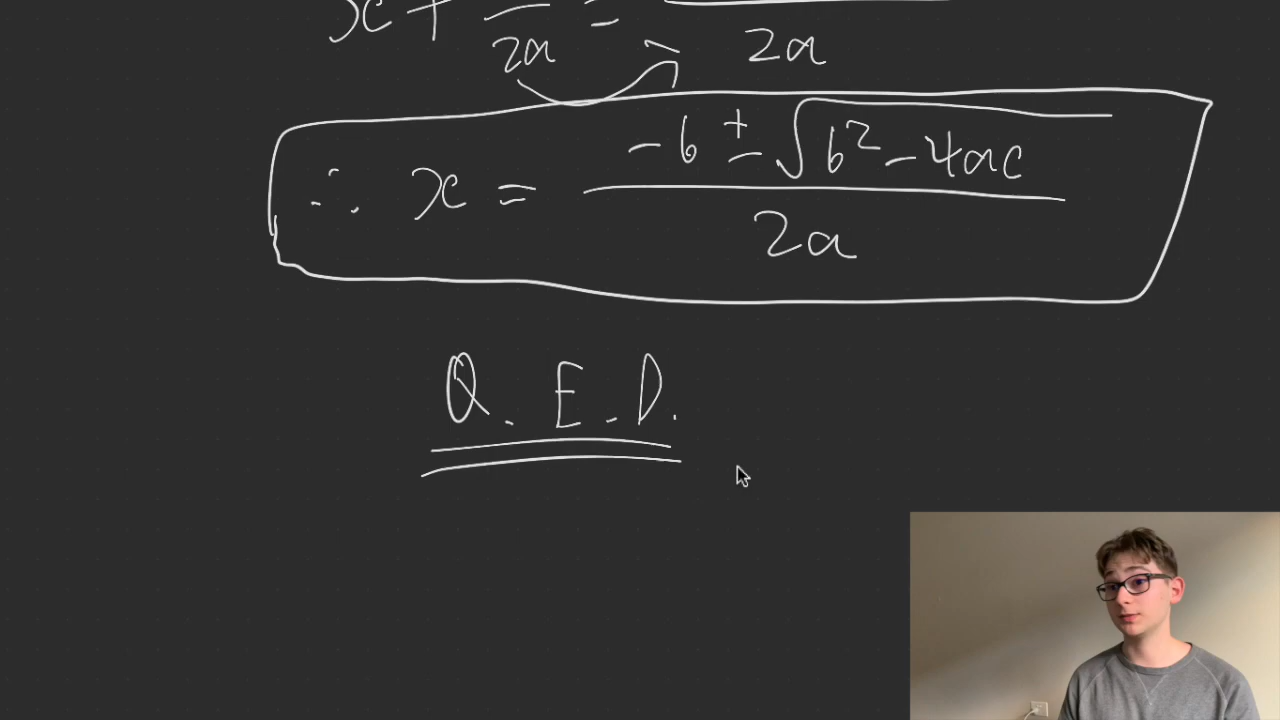 x + —/2a = —/2a
∴ x = (-b ± √(b² - 4ac))/2a
Q.E.D.